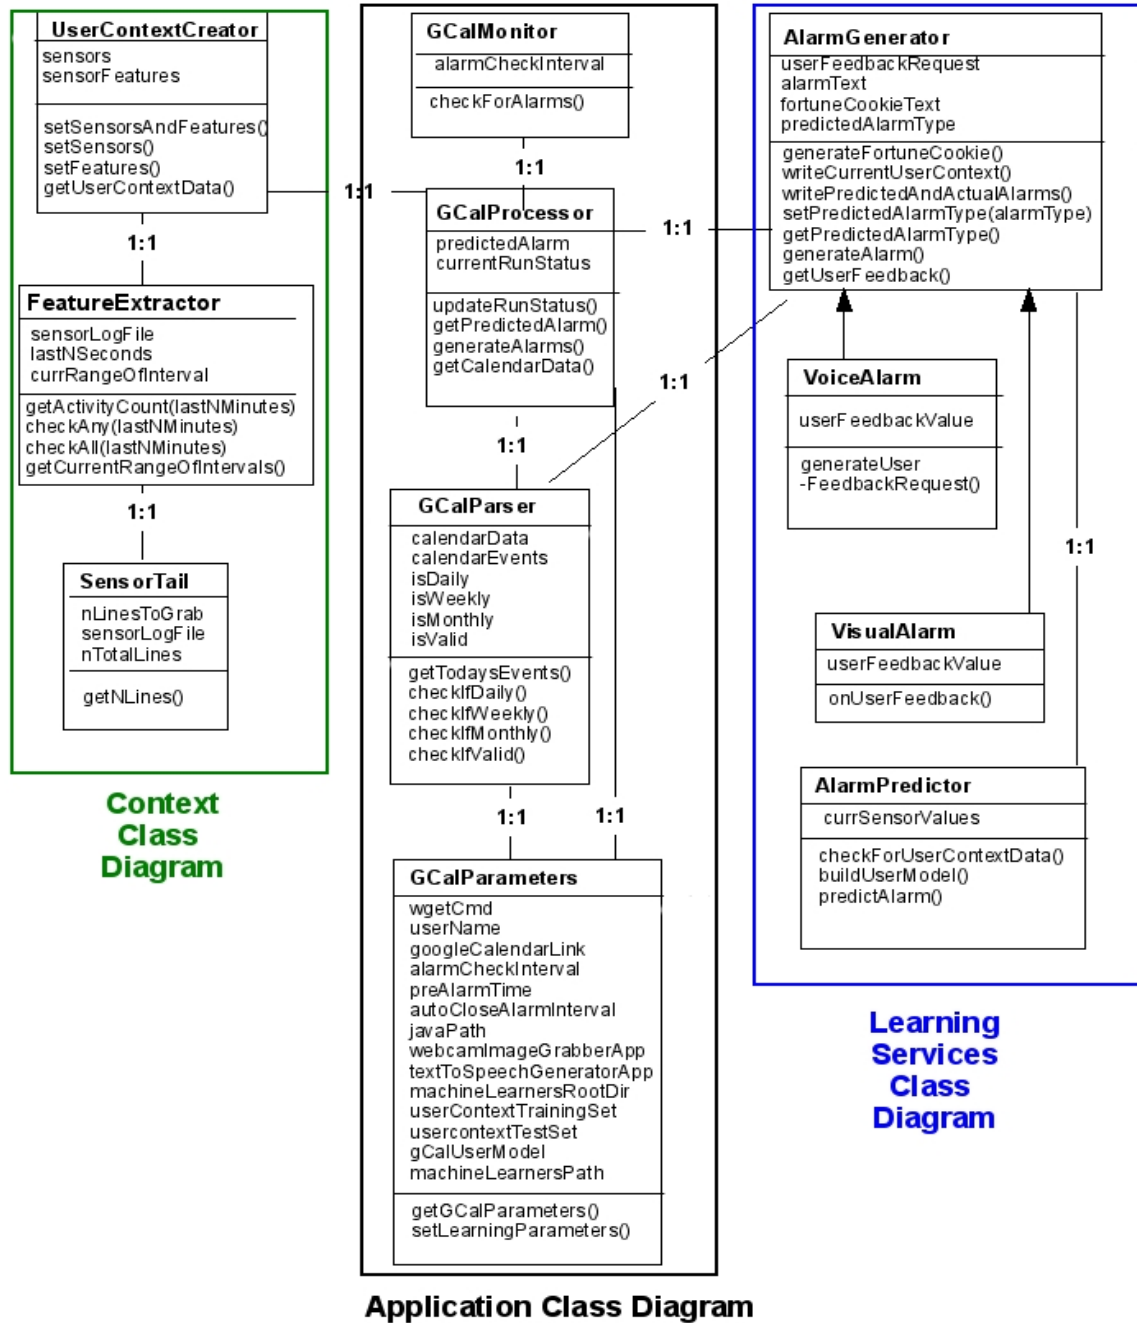 UserContextCreator
sensors
sensorFeatures
setSensorsAndFeatures()
setSensors()
setFeatures()
getUserContextData()
1:1
FeatureExtractor
sensorLogFile
lastNSeconds
currRangeOfInterval
getActivityCount(lastNMinutes)
checkAny(lastNMinutes)
checkAll(lastNMinutes)
getCurrentRangeOfIntervals()
1:1
SensorTail
nLinesToGrab
sensorLogFile
nTotalLines
getNLines()
Context
Class
Diagram
1:1
GCalMonitor
alarmCheckInterval
checkForAlarms()
1:1
GCalProcessor
predictedAlarm
currentRunStatus
updateRunStatus()
getPredictedAlarm()
generateAlarms()
getCalendarData()
1:1
GCalParser
calendarData
calendarEvents
isDaily
isWeekly
isMonthly
isValid
getTodaysEvents()
checkIfDaily()
checkIfWeekly()
checkIfMonthly()
checkIfValid()
1:1
1:1
GCalParameters
wgetCmd
userName
googleCalendarLink
alarmCheckInterval
preAlarmTime
autoCloseAlarmInterval
javaPath
webcamImageGrabberApp
textToSpeechGeneratorApp
machineLearnersRootDir
userContextTrainingSet
usercontextTestSet
gCalUserModel
machineLearnersPath
getGCalParameters()
setLearningParameters()
Application Class Diagram
1:1
1:1
AlarmGenerator
userFeedbackRequest
alarmText
fortuneCookieText
predictedAlarmType
generateFortuneCookie()
writeCurrentUserContext()
writePredictedAndActualAlarms()
setPredictedAlarmType(alarmType)
getPredictedAlarmType()
generateAlarm()
getUserFeedback()
VoiceAlarm
userFeedbackValue
generateUser
-FeedbackRequest()
1:1
VisualAlarm
userFeedbackValue
onUserFeedback()
AlarmPredictor
currSensorValues
checkForUserContextData()
buildUserModel()
predictAlarm()
Learning
Services
Class
Diagram